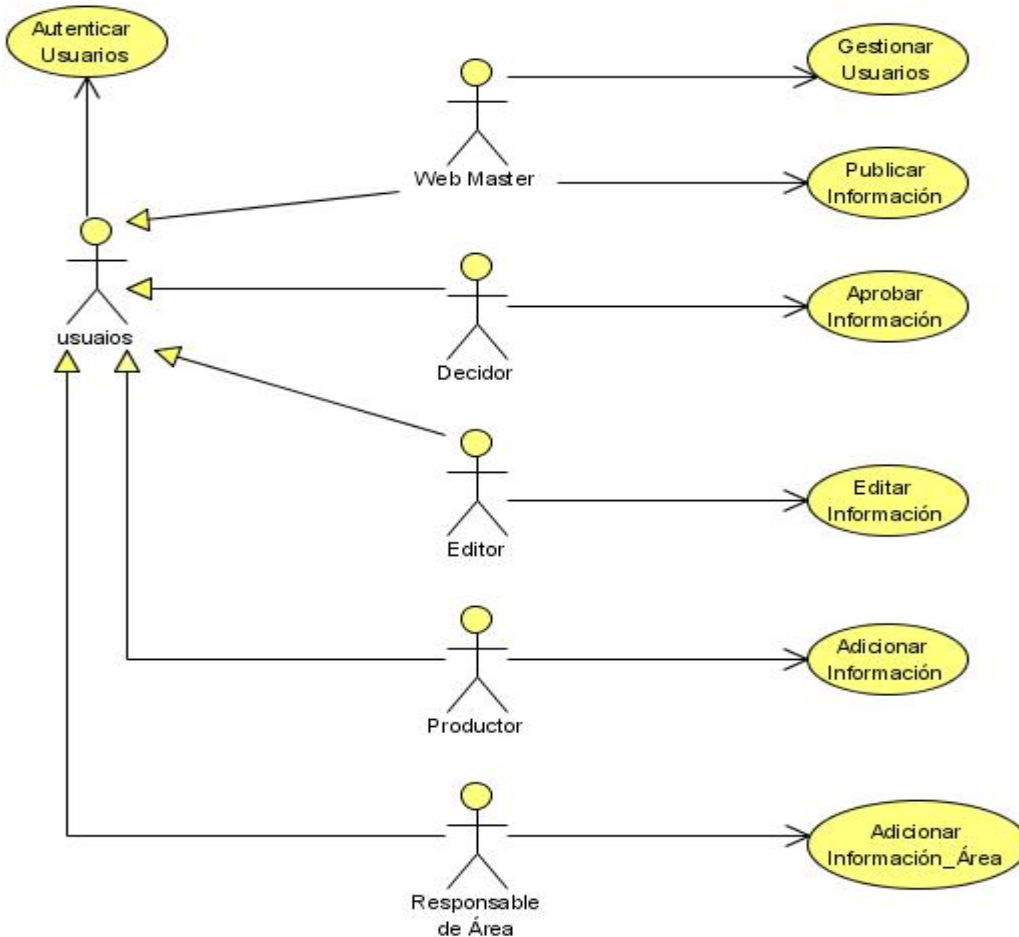 Autenticar
Usuarios
Gestionar
Usuarios
Web Master
Publicar
Información
usuaios
Decidor
Aprobar
Información
Editor
Editar
Información
Productor
Adicionar
Información
Responsable
de Área
Adicionar
Información_Área